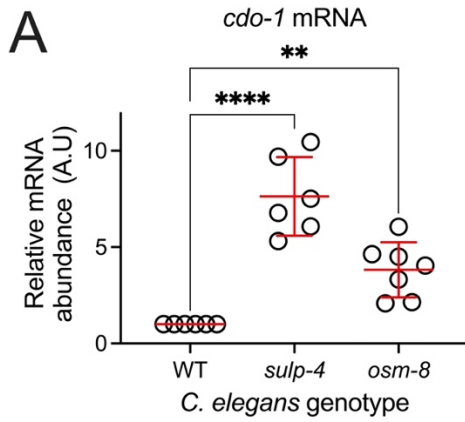 A
cdo-1 mRNA
**
****
Relative mRNA
abundance (A.U)
10
5
0
WT sulp-4 osm-8
C. elegans genotype